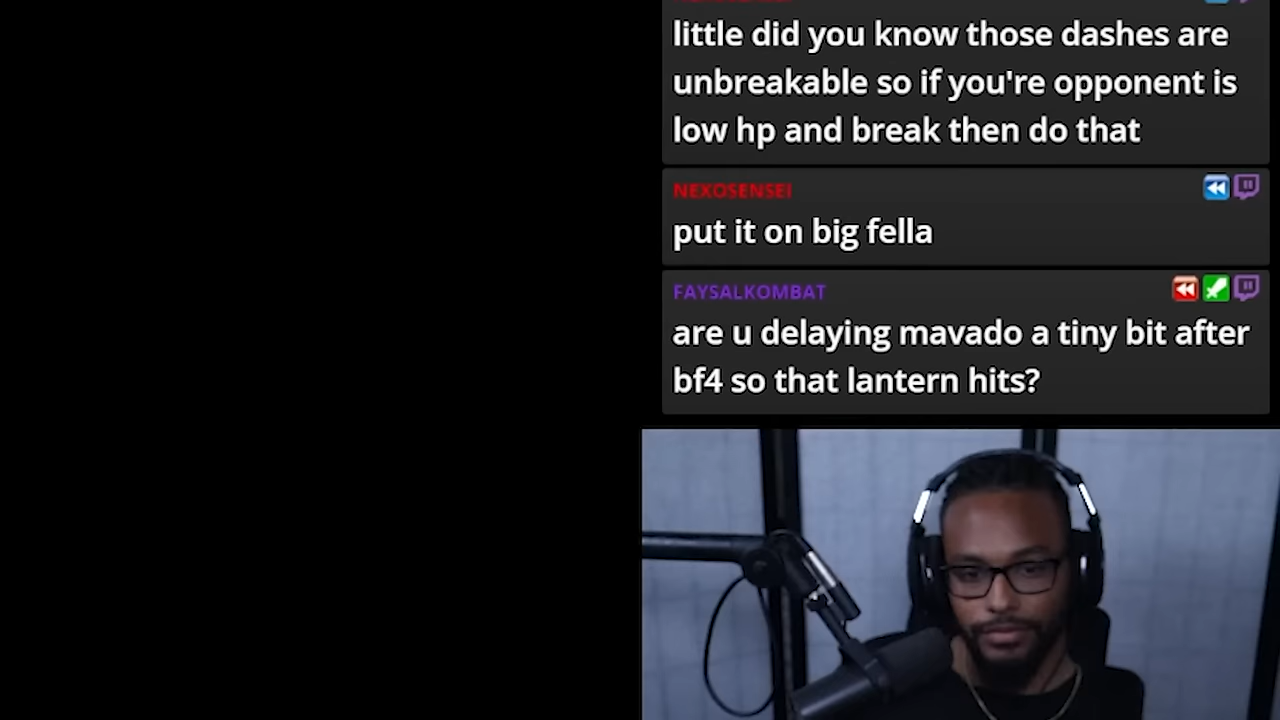 little did you know those dashes are
unbreakable so if you're opponent is
low hp and break then do that
NEXOSENSEI
put it on big fella
FAYSALKOMBAT
are u delaying mavado a tiny bit after
bf4 so that lantern hits?